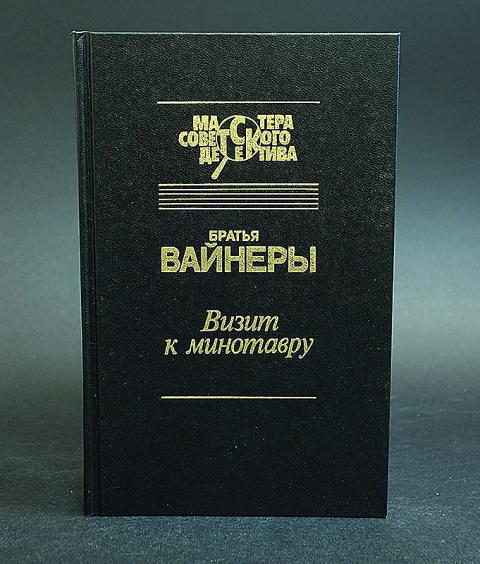 МАСТЕРА
СОВЕТСКОГО
ДЕТЕКТИВА
БРАТЬЯ
ВАЙНЕРЫ
Визит
к минотавру